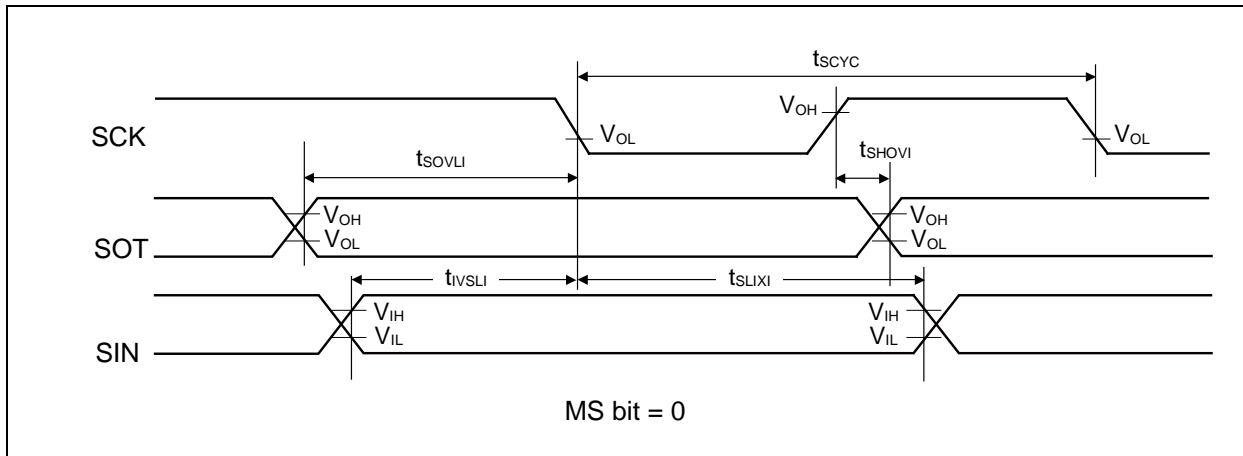 tSCYC
SCK
VOL
VOH
VOL
tSOVLI
tSHOVI
SOT
VOH
VOL
VOH
VOL
tIVSLI
tSLIXI
SIN
VIH
VIL
VIH
VIL
MS bit = 0